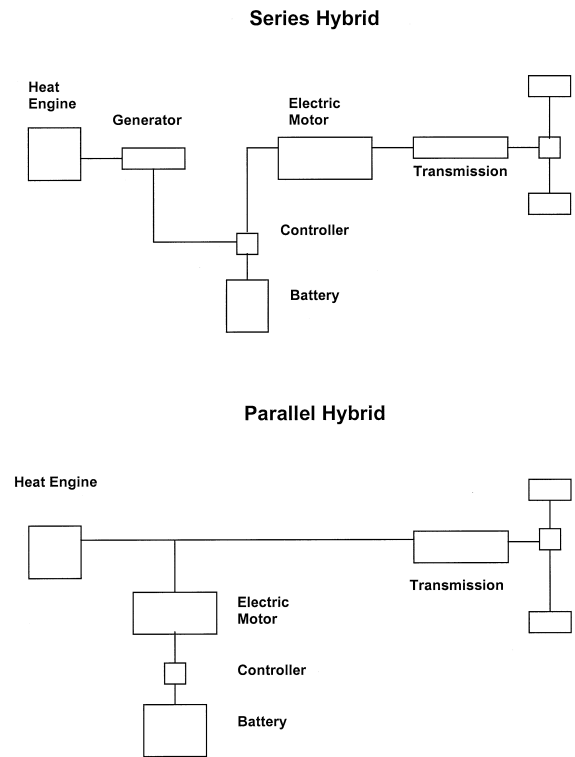 Series Hybrid
Heat
Engine
Generator
Electric
Motor
Transmission
Controller
Battery
Parallel Hybrid
Heat Engine
Transmission
Electric
Motor
Controller
Battery